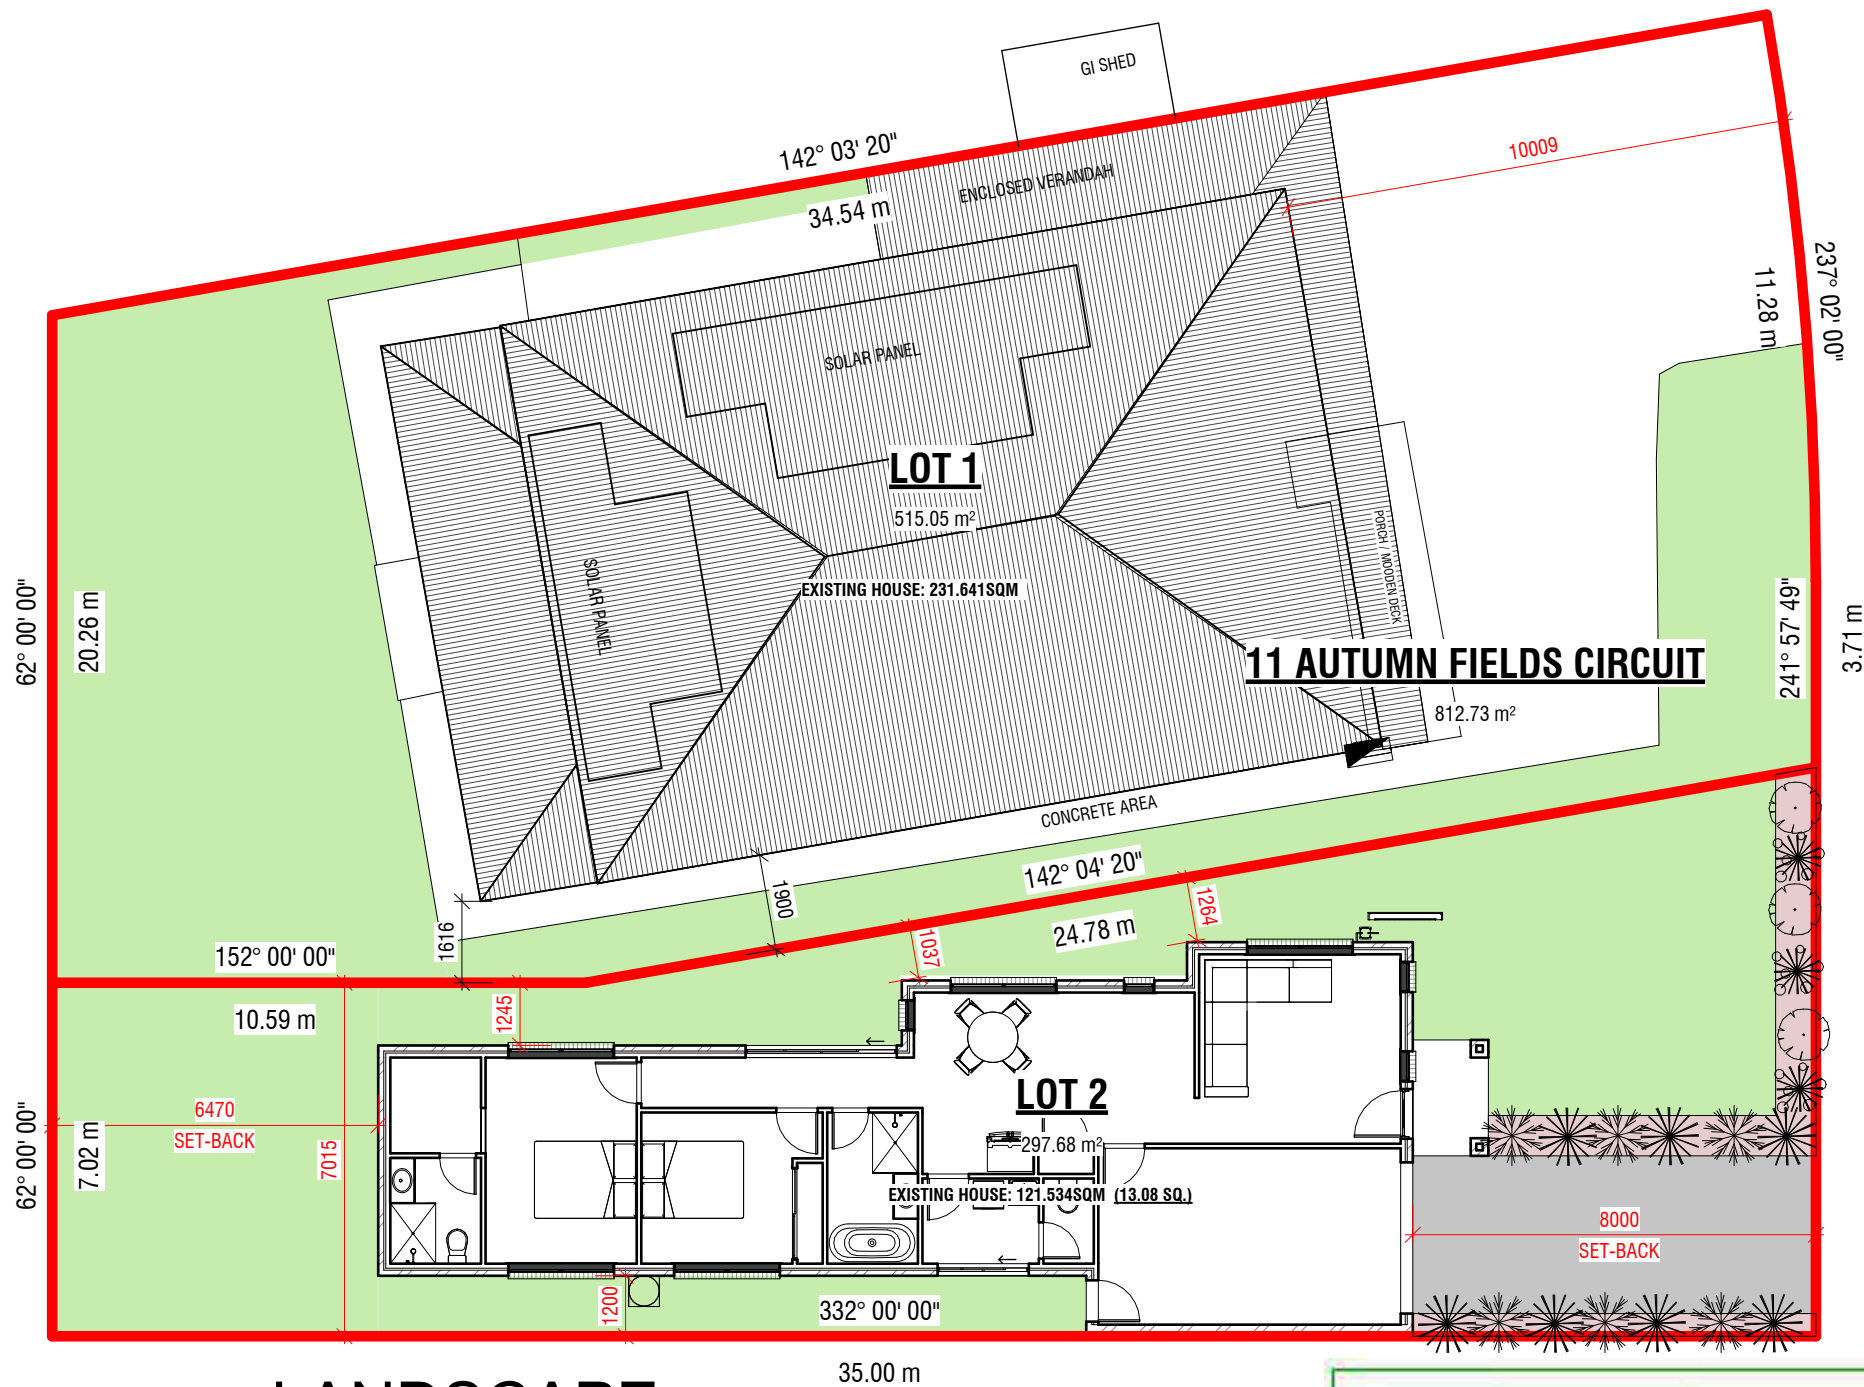 GI SHED
142° 03' 20"
34.54 m
ENCLOSED VERANDAH
10009
237° 02' 00"
11.28 m
SOLAR PANEL
LOT 1
515.05 m²
EXISTING HOUSE: 231.641SQM
SOLAR PANEL
PORCH / MOODEN DECK
62° 00' 00"
20.26 m
11 AUTUMN FIELDS CIRCUIT
812.73 m²
241° 57' 49"
3.71 m
CONCRETE AREA
142° 04' 20"
24.78 m
1900
1616
1264
1037
152° 00' 00"
10.59 m
1245
6470
SET-BACK
7015
62° 00' 00"
7.02 m
LOT 2
297.68 m²
EXISTING HOUSE: 121.534SQM (13.08 SQ.)
8000
SET-BACK
1200
332° 00' 00"
35.00 m